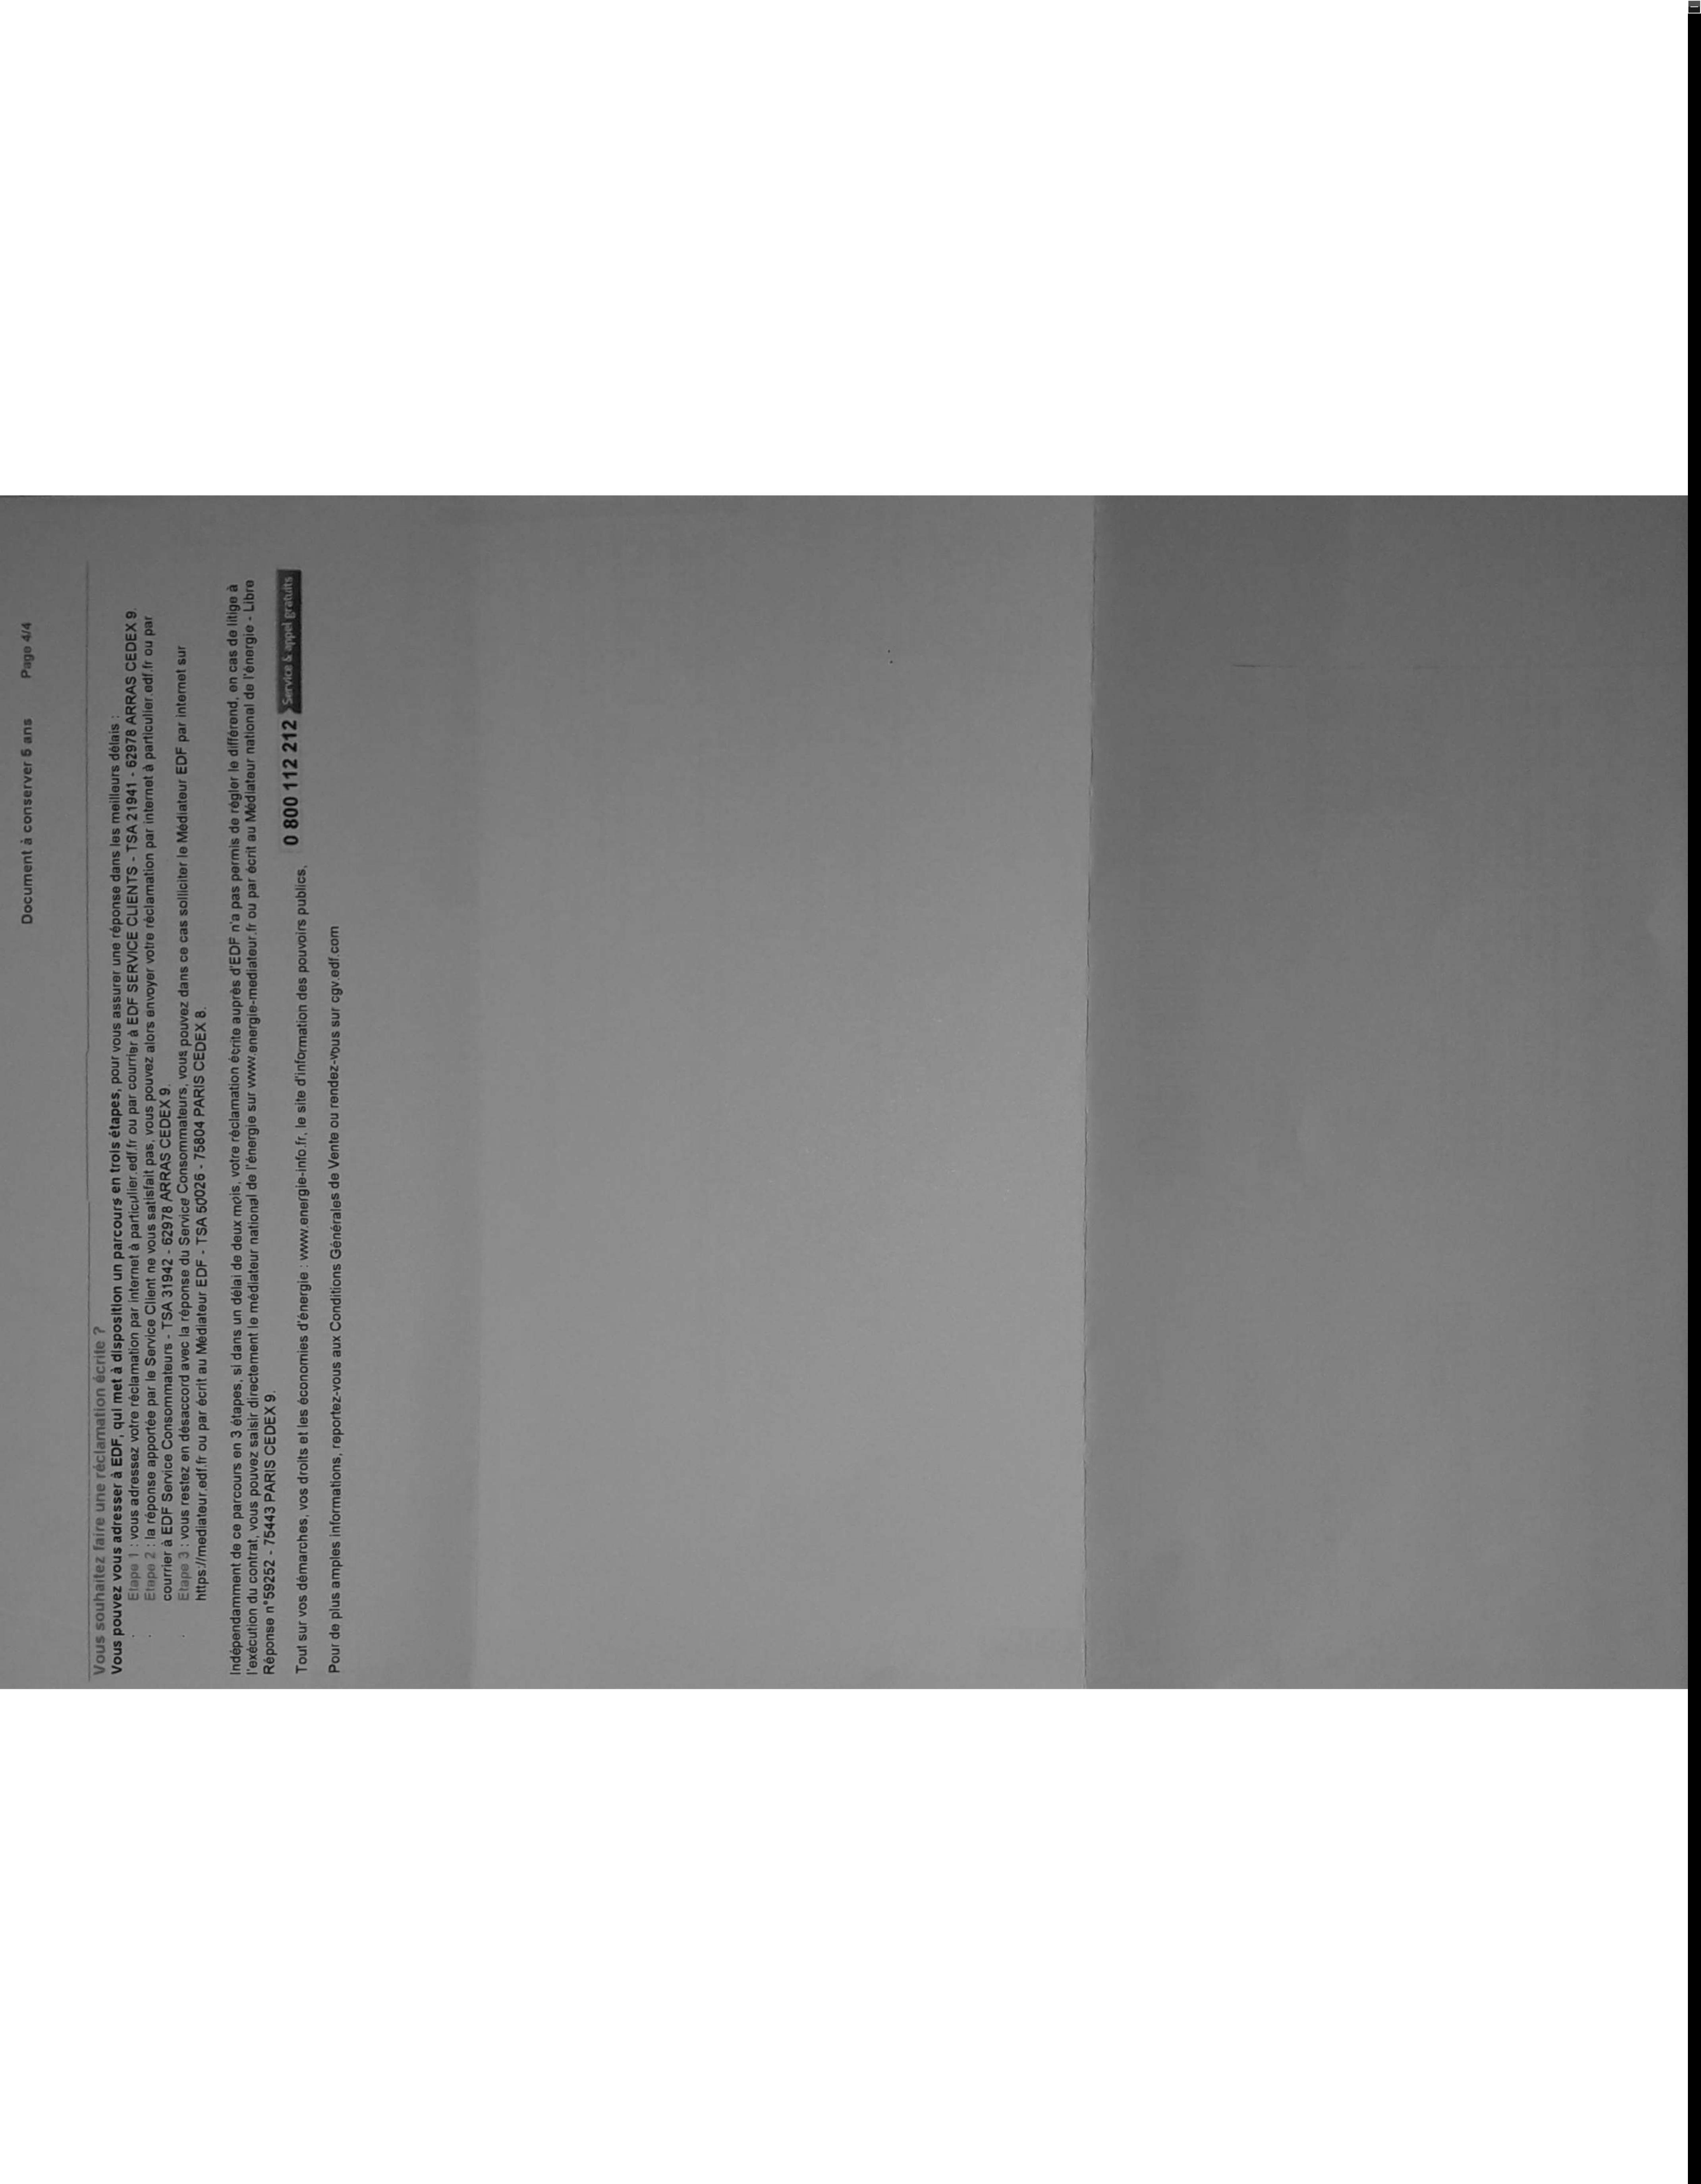 Document à conserver 5 ans Page 4/4
Vous souhaitez faire une réclamation écrite ?
Vous pouvez vous adresser à EDF, qui met à disposition un parcours en trois étapes, pour vous assurer une réponse dans les meilleurs délais :
. Etape 1 : vous adressez votre réclamation par internet à particulier.edf.fr ou par courrier à EDF SERVICE CLIENTS - TSA 21941 - 62978 ARRAS CEDEX 9.
. Etape 2 : la réponse apportée par le Service Client ne vous satisfait pas, vous pouvez alors envoyer votre réclamation par internet à particulier.edf.fr ou par
courrier à EDF Service Consommateurs - TSA 31942 - 62978 ARRAS CEDEX 9.
. Etape 3 : vous restez en désaccord avec la réponse du Service Consommateurs, vous pouvez dans ce cas solliciter le Médiateur EDF par internet sur
https://mediateur.edf.fr ou par écrit au Médiateur EDF - TSA 50026 - 75804 PARIS CEDEX 8.
Indépendamment de ce parcours en 3 étapes, si dans un délai de deux mois, votre réclamation écrite auprès d'EDF n'a pas permis de régler le différend, en cas de litige à
l'exécution du contrat, vous pouvez saisir directement le médiateur national de l'énergie sur www.energie-mediateur.fr ou par écrit au Médiateur national de l'énergie - Libre
Réponse n°59252 - 75443 PARIS CEDEX 9.
Tout sur vos démarches, vos droits et les économies d'énergie : www.energie-info.fr, le site d'information des pouvoirs publics, 0 800 112 212 Service & appel gratuits
Pour de plus amples informations, reportez-vous aux Conditions Générales de Vente ou rendez-vous sur cgv.edf.com